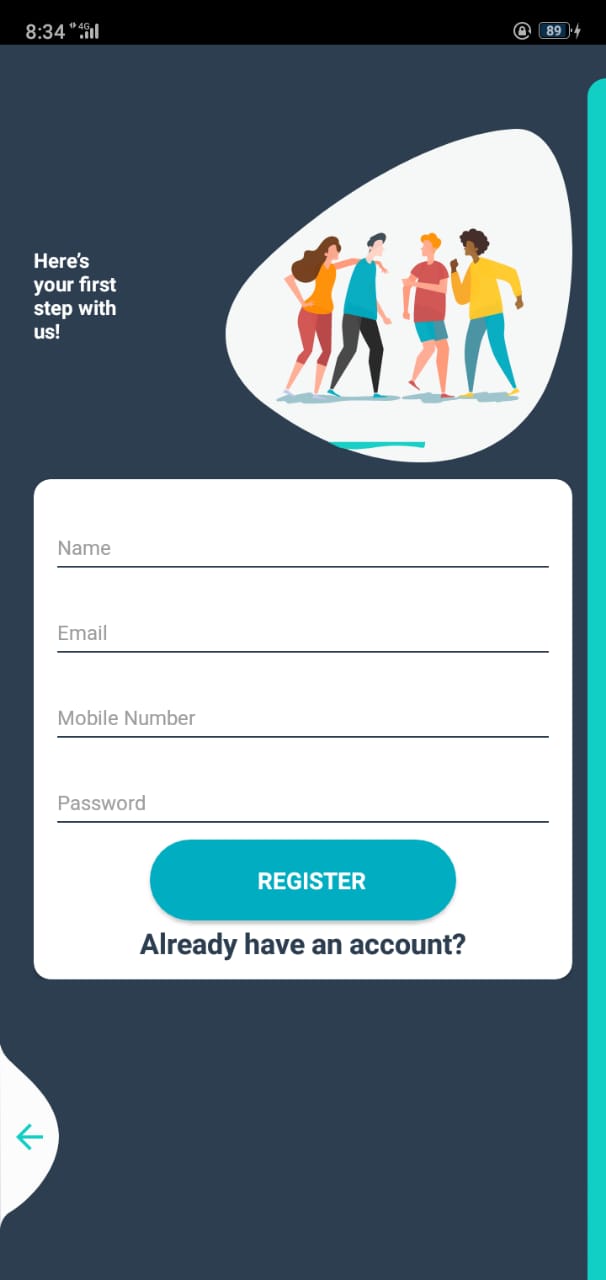 8:34 4G 89
Here's
your first
step with
us!
Name
Email
Mobile Number
Password
REGISTER
Already have an account?